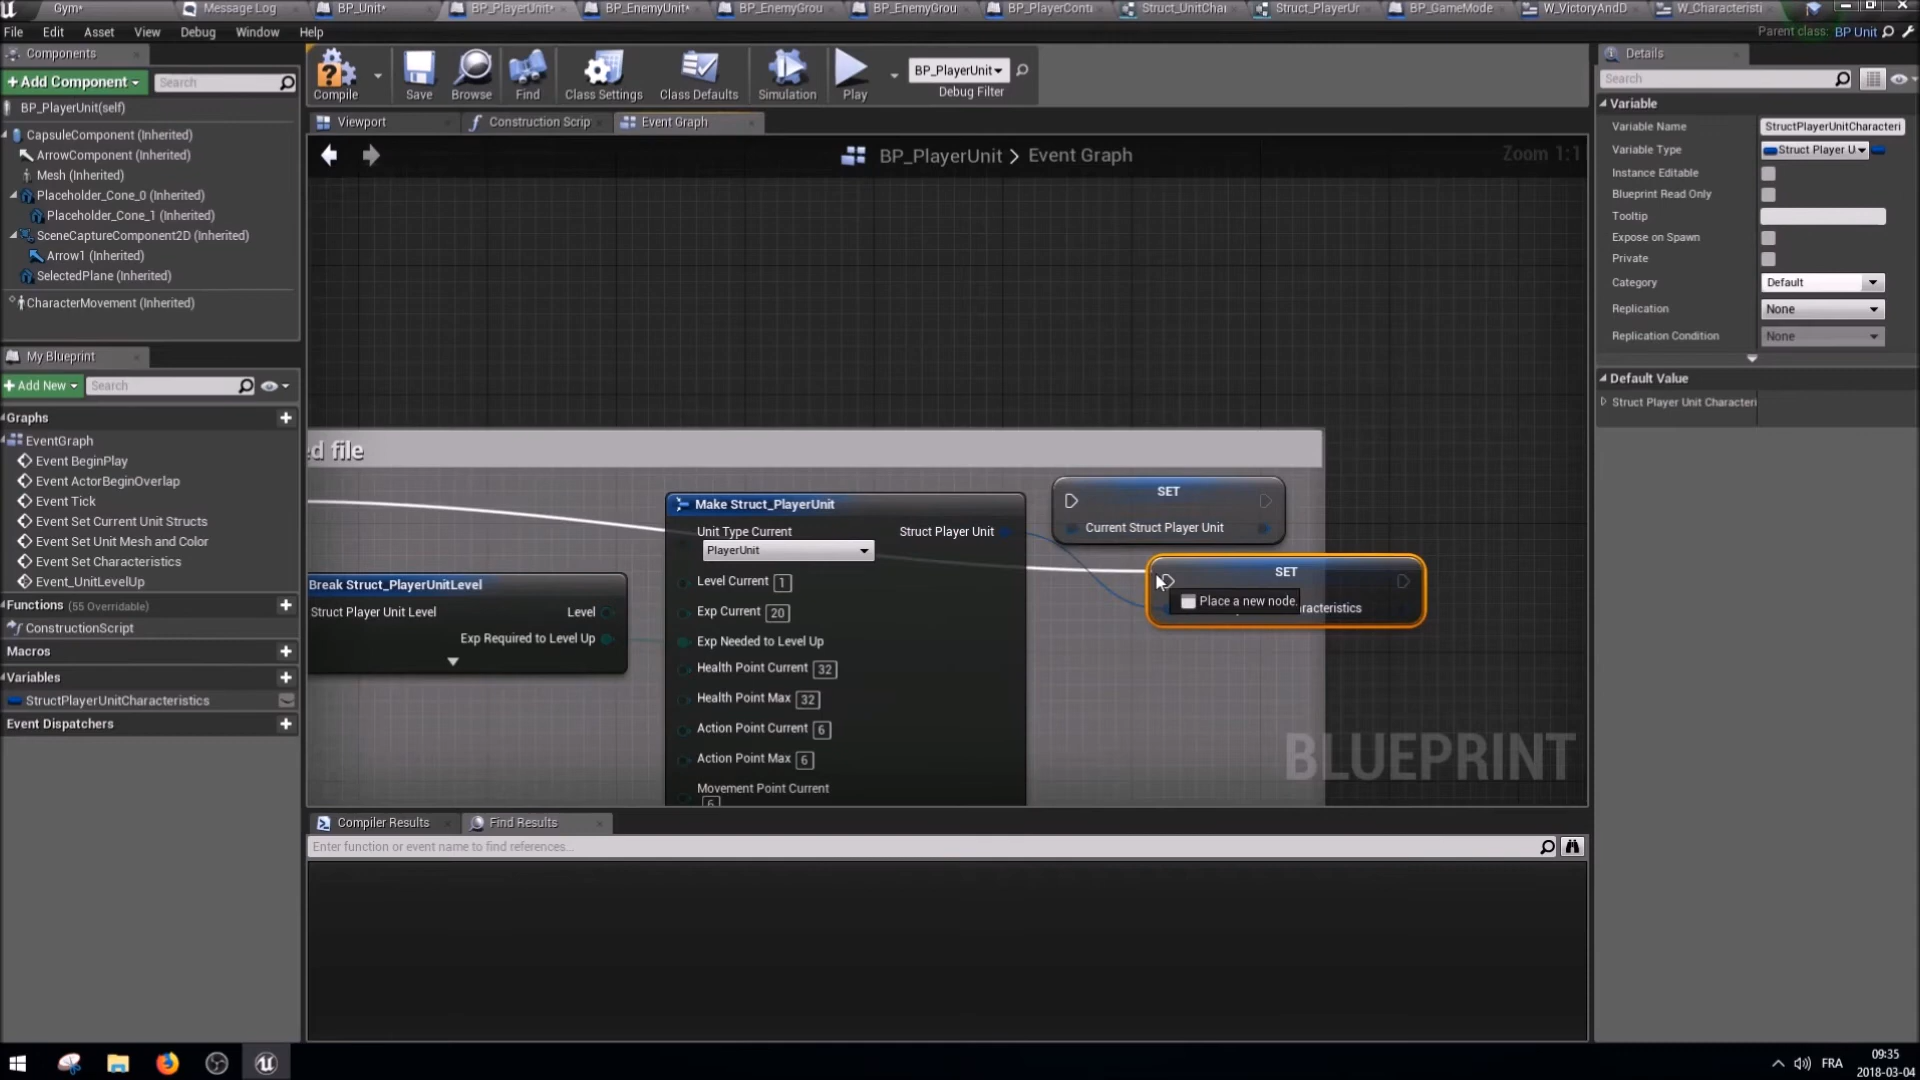 Gym*
Message Log
BP_Unit*
BP_PlayerUnit*
BP_EnemyUnit*
BP_EnemyGrou
BP_EnemyGrou
BP_PlayerConti
Struct_UnitChai
Struct_PlayerUr
BP_GameMode
W_VictoryAndD
W_Characteristi
File
Edit
Asset
View
Debug
Window
Help
Parent class: BP Unit
Components
+ Add Component
Search
BP_PlayerUnit(self)
CapsuleComponent (Inherited)
ArrowComponent (Inherited)
Mesh (Inherited)
Placeholder_Cone_0 (Inherited)
Placeholder_Cone_1 (Inherited)
SceneCaptureComponent2D (Inherited)
Arrow1 (Inherited)
SelectedPlane (Inherited)
CharacterMovement (Inherited)
My Blueprint
+ Add New
Search
Graphs
EventGraph
Event BeginPlay
Event ActorBeginOverlap
Event Tick
Event Set Current Unit Structs
Event Set Unit Mesh and Color
Event Set Characteristics
Event_UnitLevelUp
Functions (55 Overridable)
ConstructionScript
Macros
Variables
StructPlayerUnitCharacteristics
Event Dispatchers
Compile
Save
Browse
Find
Class Settings
Class Defaults
Simulation
Play
BP_PlayerUnit
Debug Filter
Viewport
Construction Scrip
Event Graph
BP_PlayerUnit > Event Graph
Zoom 1:1
ed file
Break Struct_PlayerUnitLevel
Struct Player Unit Level
Level
Exp Required to Level Up
Make Struct_PlayerUnit
Unit Type Current
PlayerUnit
Struct Player Unit
Level Current 1
Exp Current 20
Exp Needed to Level Up
Health Point Current 32
Health Point Max 32
Action Point Current 6
Action Point Max 6
Movement Point Current
6
SET
Current Struct Player Unit
SET
Place a new node.
racteristics
BLUEPRINT
Compiler Results
Find Results
Enter function or event name to find references...
Details
Search
Variable
Variable Name
StructPlayerUnitCharacteri
Variable Type
Struct Player U
Instance Editable
Blueprint Read Only
Tooltip
Expose on Spawn
Private
Category
Default
Replication
None
Replication Condition
None
Default Value
Struct Player Unit Characteri
FRA
09:35
2018-03-04